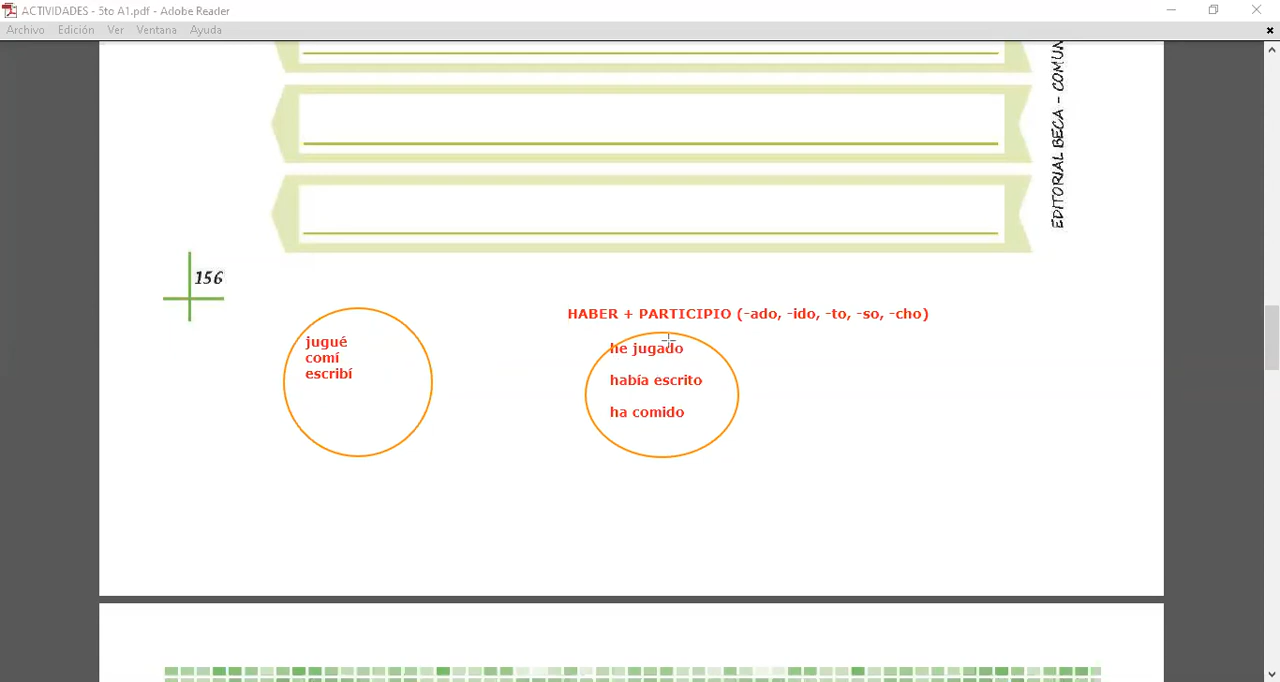 ACTIVIDADES - 5to A1.pdf - Adobe Reader
Archivo Edición Ver Ventana Ayuda
EDITORIAL BECA - COMUN
156
HABER + PARTICIPIO (-ado, -ido, -to, -so, -cho)
jugué
comí
escribí
he jugado
había escrito
ha comido